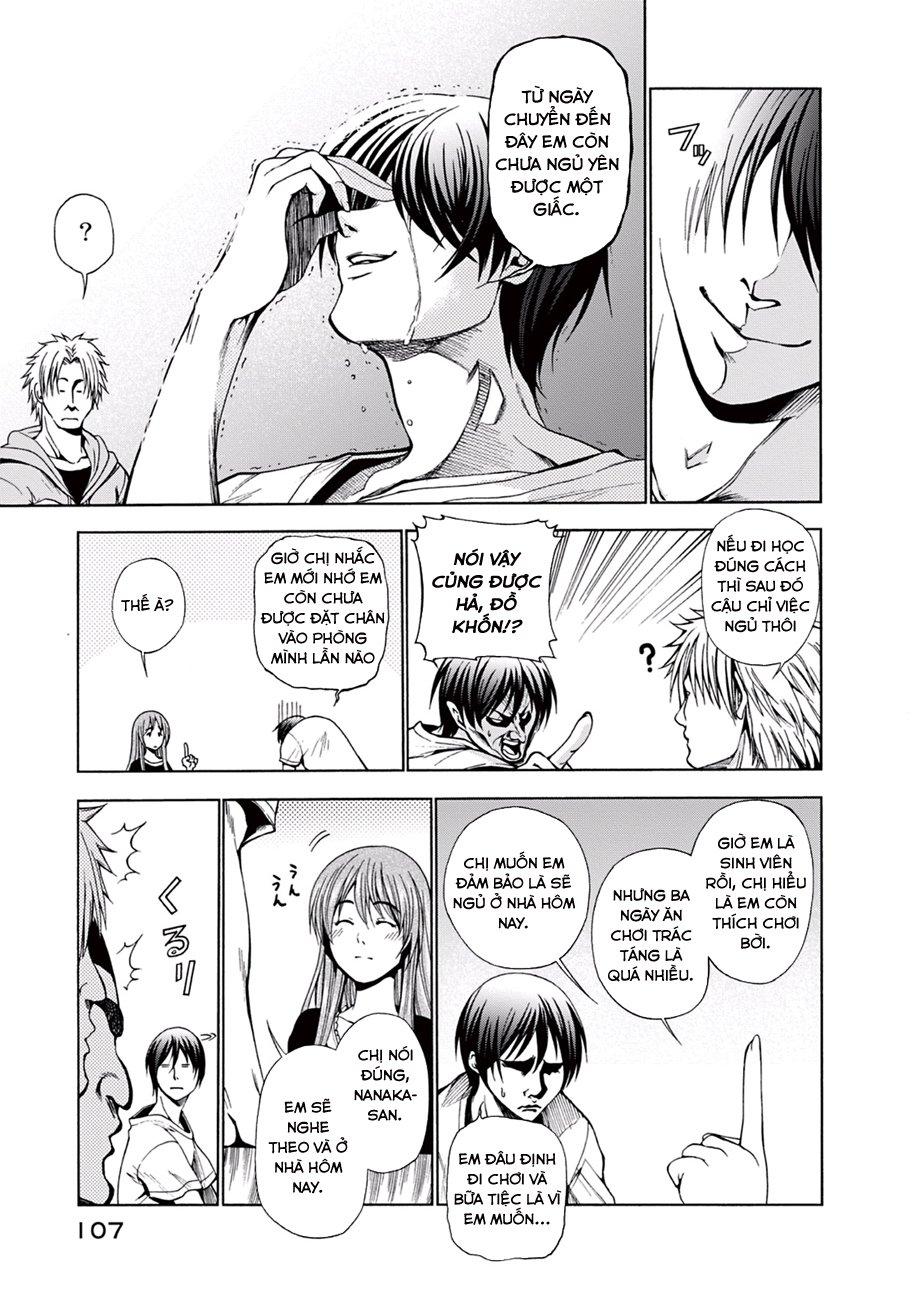 フッ
TỪ NGÀY
CHUYỂN ĐẾN
ĐÂY EM CÒN
CHƯA NGỦ YÊN
ĐƯỢC MỘT
GIẤC.
?
NẾU ĐI HỌC
ĐÚNG CÁCH
THÌ SAU ĐÓ
CẬU CHỈ VIỆC
NGỦ THÔI
?
NÓI VẬY
CỦNG ĐƯỢC
HẢ, ĐỒ
KHỐN!?
GIỜ CHỊ NHẮC
EM MỚI NHỚ EM
CÒN CHƯA
ĐƯỢC ĐẶT CHÂN
VÀO PHÒNG
MÌNH LẦN NÀO
THẾ À?
GIỜ EM LÀ
SINH VIÊN
RỒI, CHỊ HIỂU
LÀ EM CÒN
THÍCH CHƠI
BỜI.
NHƯNG BA
NGÀY ĂN
CHƠI TRÁC
TÁNG LÀ
QUÁ NHIỀU.
CHỊ MUỐN EM
ĐẢM BẢO LÀ SẼ
NGỦ Ở NHÀ HÔM
NAY.
EM ĐÂU ĐỊNH
ĐI CHƠI VÀ
BỮA TIỆC LÀ VÌ
EM MUỐN...
うん
うん
CHỊ NÓI
ĐÚNG,
NANAKA-
SAN.
EM SẼ
NGHE
THEO VÀ Ở
NHÀ HÔM
NAY.
くるり
107